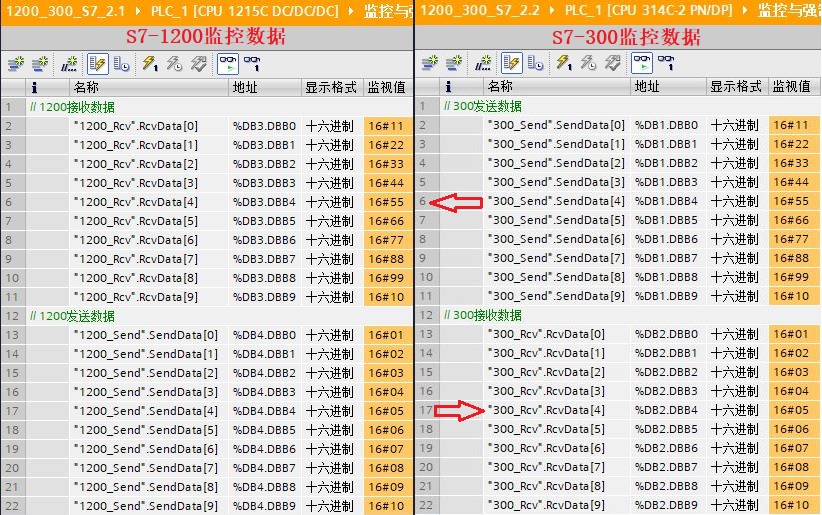 1200_300_S7_2.1 ▸ PLC_1 [CPU 1215C DC/DC/DC] ▸ 监控与
S7-1200监控数据
i 名称 地址 显示格式 监视值
1 // 1200接收数据
2 "1200_Rcv".RcvData[0] %DB3.DBB0 十六进制 16#11
3 "1200_Rcv".RcvData[1] %DB3.DBB1 十六进制 16#22
4 "1200_Rcv".RcvData[2] %DB3.DBB2 十六进制 16#33
5 "1200_Rcv".RcvData[3] %DB3.DBB3 十六进制 16#44
6 "1200_Rcv".RcvData[4] %DB3.DBB4 十六进制 16#55
7 "1200_Rcv".RcvData[5] %DB3.DBB5 十六进制 16#66
8 "1200_Rcv".RcvData[6] %DB3.DBB6 十六进制 16#77
9 "1200_Rcv".RcvData[7] %DB3.DBB7 十六进制 16#88
10 "1200_Rcv".RcvData[8] %DB3.DBB8 十六进制 16#99
11 "1200_Rcv".RcvData[9] %DB3.DBB9 十六进制 16#10
12 // 1200发送数据
13 "1200_Send".SendData[0] %DB4.DBB0 十六进制 16#01
14 "1200_Send".SendData[1] %DB4.DBB1 十六进制 16#02
15 "1200_Send".SendData[2] %DB4.DBB2 十六进制 16#03
16 "1200_Send".SendData[3] %DB4.DBB3 十六进制 16#04
17 "1200_Send".SendData[4] %DB4.DBB4 十六进制 16#05
18 "1200_Send".SendData[5] %DB4.DBB5 十六进制 16#06
19 "1200_Send".SendData[6] %DB4.DBB6 十六进制 16#07
20 "1200_Send".SendData[7] %DB4.DBB7 十六进制 16#08
21 "1200_Send".SendData[8] %DB4.DBB8 十六进制 16#09
22 "1200_Send".SendData[9] %DB4.DBB9 十六进制 16#10
1200_300_S7_2.2 ▸ PLC_1 [CPU 314C-2 PN/DP] ▸ 监控与强制
S7-300监控数据
i 名称 地址 显示格式 监视值
1 // 300发送数据
2 "300_Send".SendData[0] %DB1.DBB0 十六进制 16#11
3 "300_Send".SendData[1] %DB1.DBB1 十六进制 16#22
4 "300_Send".SendData[2] %DB1.DBB2 十六进制 16#33
5 "300_Send".SendData[3] %DB1.DBB3 十六进制 16#44
6 "300_Send".SendData[4] %DB1.DBB4 十六进制 16#55
7 "300_Send".SendData[5] %DB1.DBB5 十六进制 16#66
8 "300_Send".SendData[6] %DB1.DBB6 十六进制 16#77
9 "300_Send".SendData[7] %DB1.DBB7 十六进制 16#88
10 "300_Send".SendData[8] %DB1.DBB8 十六进制 16#99
11 "300_Send".SendData[9] %DB1.DBB9 十六进制 16#10
12 // 300接收数据
13 "300_Rcv".RcvData[0] %DB2.DBB0 十六进制 16#01
14 "300_Rcv".RcvData[1] %DB2.DBB1 十六进制 16#02
15 "300_Rcv".RcvData[2] %DB2.DBB2 十六进制 16#03
16 "300_Rcv".RcvData[3] %DB2.DBB3 十六进制 16#04
17 "300_Rcv".RcvData[4] %DB2.DBB4 十六进制 16#05
18 "300_Rcv".RcvData[5] %DB2.DBB5 十六进制 16#06
19 "300_Rcv".RcvData[6] %DB2.DBB6 十六进制 16#07
20 "300_Rcv".RcvData[7] %DB2.DBB7 十六进制 16#08
21 "300_Rcv".RcvData[8] %DB2.DBB8 十六进制 16#09
22 "300_Rcv".RcvData[9] %DB2.DBB9 十六进制 16#10